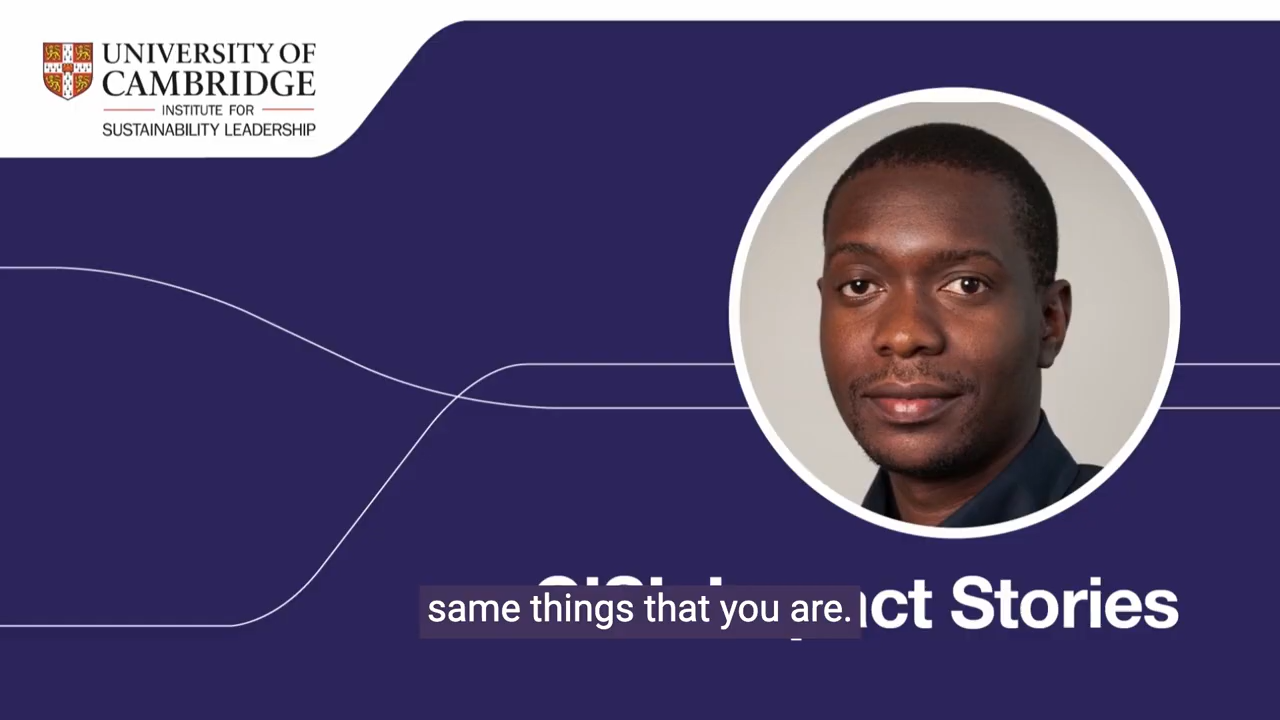 UNIVERSITY OF
CAMBRIDGE
INSTITUTE FOR
SUSTAINABILITY LEADERSHIP
same things that you are.
Stories